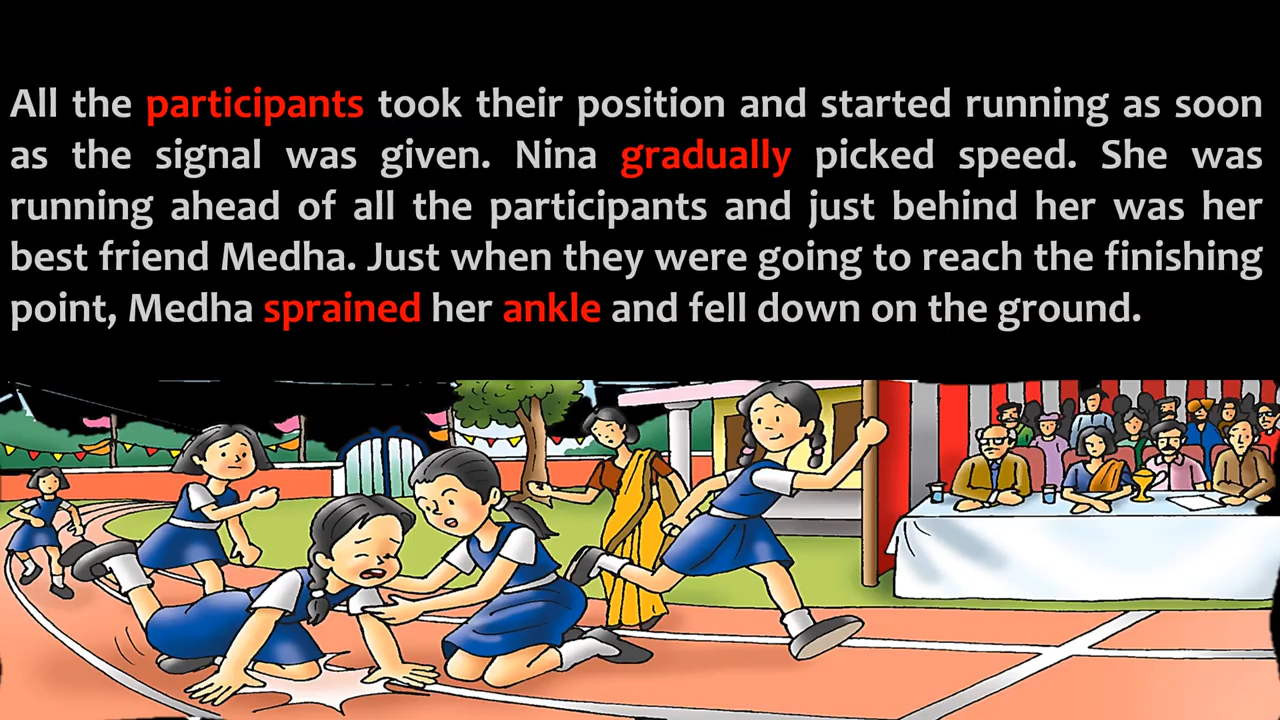 All the participants took their position and started running as soon
as the signal was given. Nina gradually picked speed. She was
running ahead of all the participants and just behind her was her
best friend Medha. Just when they were going to reach the finishing
point, Medha sprained her ankle and fell down on the ground.